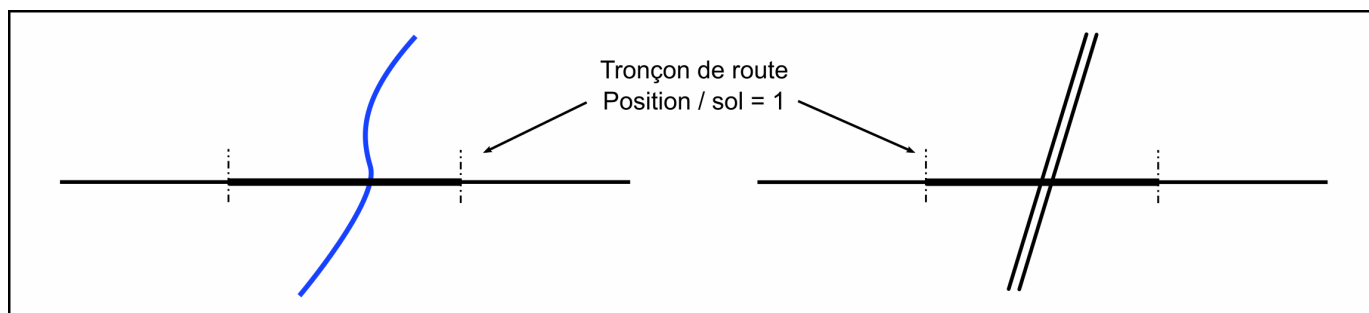 Tronçon de route
Position / sol = 1